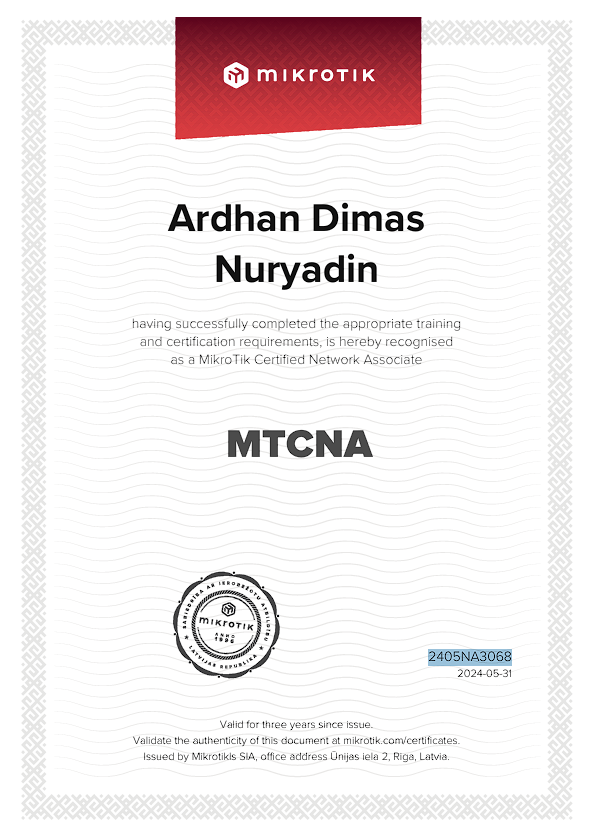 mikrotik
Ardhan Dimas
Nuryadin
having successfully completed the appropriate training
and certification requirements, is hereby recognised
as a MikroTik Certified Network Associate
MTCNA
SABIEDRĪBA AR IEROBEŽOTU ATBILDĪBU
mikrotik
ANNO
1996
LATVIJAS REPUBLIKA
2405NA3068
2024-05-31
Valid for three years since issue.
Validate the authenticity of this document at mikrotik.com/certificates.
Issued by Mikrotikls SIA, office address Ūnijas iela 2, Riga, Latvia.